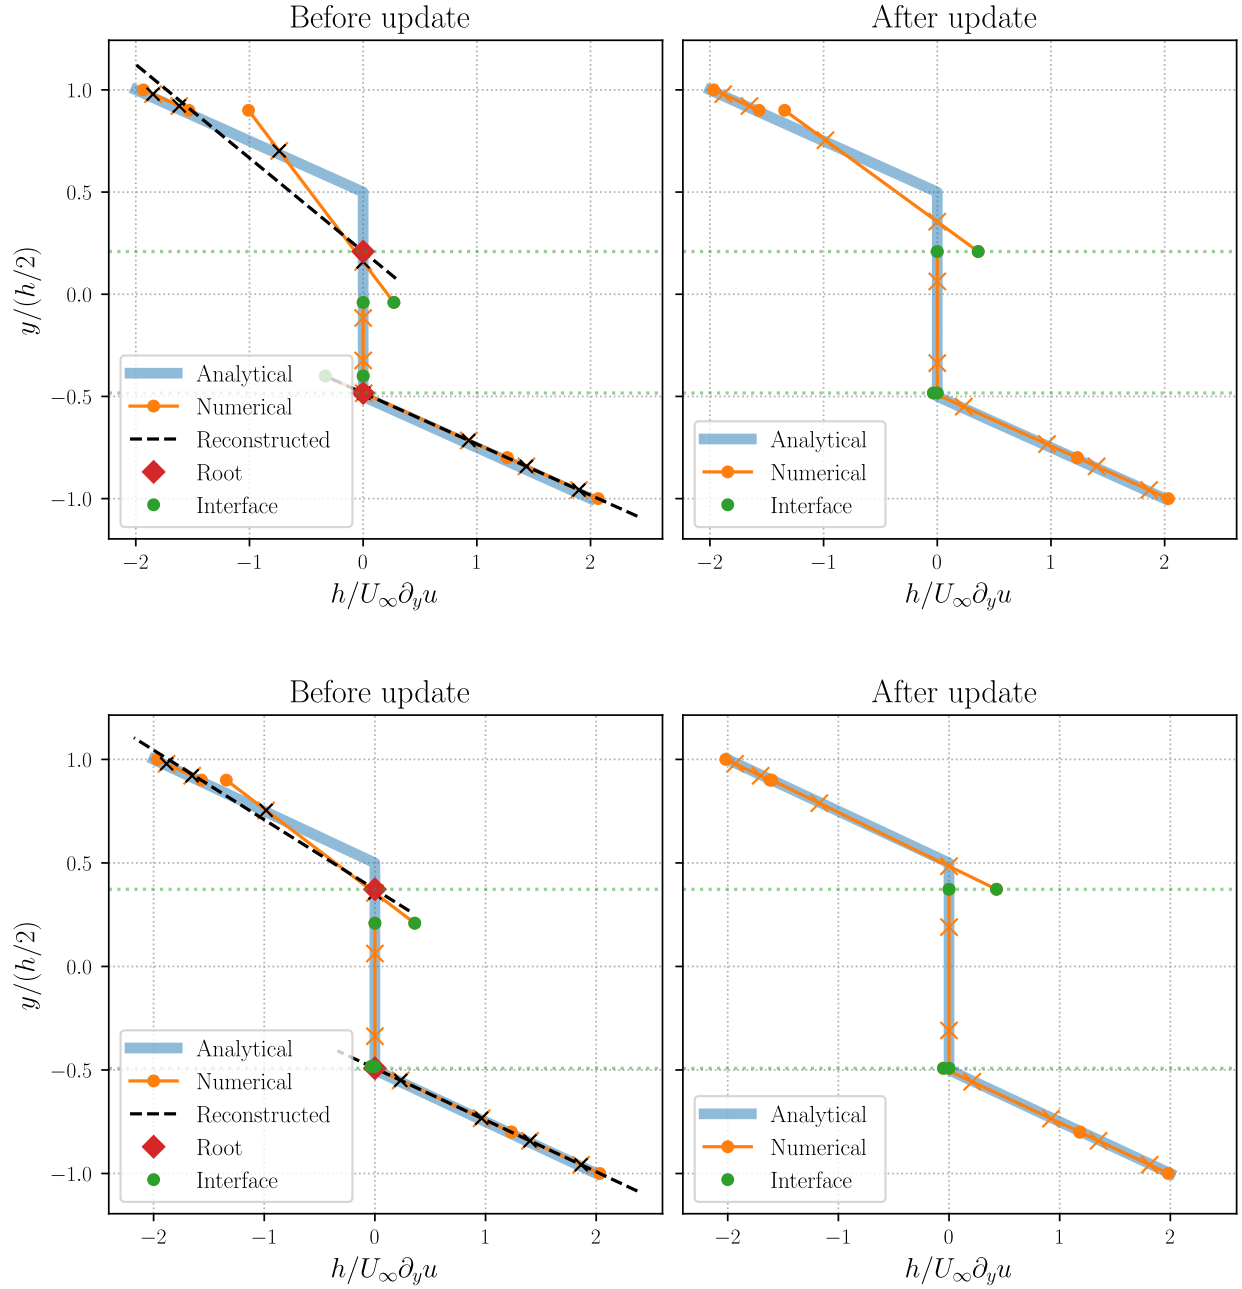 Before update
After update
1.0
0.5
0.0
−0.5
−1.0
y/(h/2)
Analytical
Numerical
Reconstructed
Root
Interface
Analytical
Numerical
Interface
−2 −1 0 1 2
−2 −1 0 1 2
h/U∞∂yu
h/U∞∂yu
Before update
After update
1.0
0.5
0.0
−0.5
−1.0
y/(h/2)
Analytical
Numerical
Reconstructed
Root
Interface
Analytical
Numerical
Interface
−2 −1 0 1 2
−2 −1 0 1 2
h/U∞∂yu
h/U∞∂yu